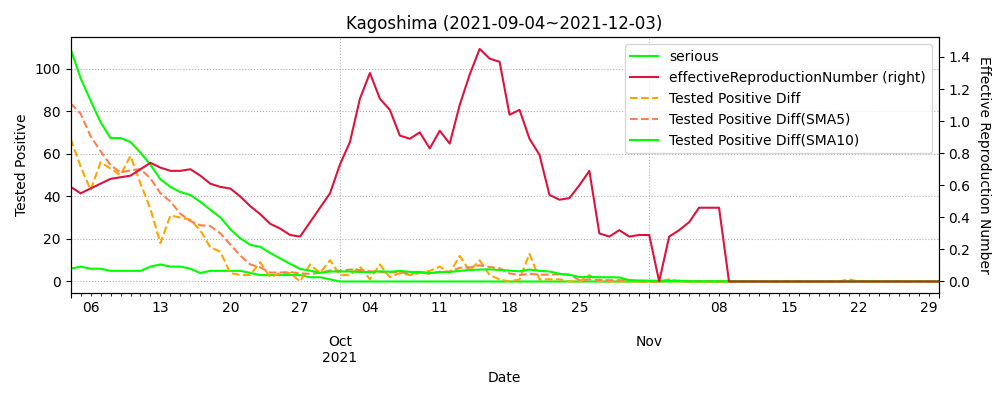 Kagoshima (2021-09-04~2021-12-03)
serious
effectiveReproductionNumber (right)
Tested Positive Diff
Tested Positive Diff(SMA5)
Tested Positive Diff(SMA10)
Tested Positive
100
80
60
40
20
0
1.4
1.2
1.0
0.8
0.6
0.4
0.2
0.0
Effective Reproduction Number
06 13 20 27 04 11 18 25 08 15 22 29
Oct Nov
2021
Date